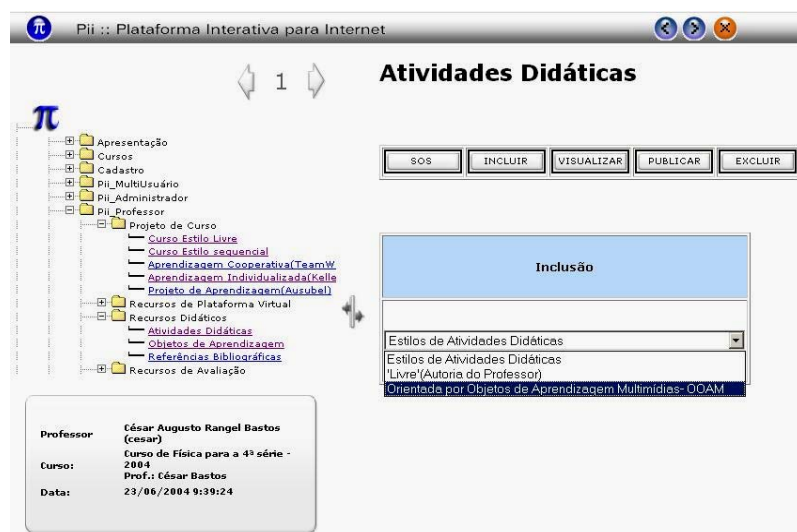 π Pii :: Plataforma Interativa para Internet
1
π
Apresentação
Cursos
Cadastro
Pii_MultiUsuário
Pii_Administrador
Pii_Professor
Projeto de Curso
Curso Estilo Livre
Curso Estilo sequencial
Aprendizagem Cooperativa(TeamW
Aprendizagem Individualizada(Kelle
Projeto de Aprendizagem(Ausubel)
Recursos de Plataforma Virtual
Recursos Didáticos
Atividades Didáticas
Objetos de Aprendizagem
Referências Bibliográficas
Recursos de Avaliação
Professor César Augusto Rangel Bastos
(cesar)
Curso: Curso de Física para a 4ª série -
2004
Prof.: César Bastos
Data: 23/06/2004 9:39:24
Atividades Didáticas
SOS INCLUIR VISUALIZAR PUBLICAR EXCLUIR
Inclusão
Estilos de Atividades Didáticas
Estilos de Atividades Didáticas
'Livre'(Autoria do Professor)
Orientada por Objetos de Aprendizagem Multimídias- OOAM